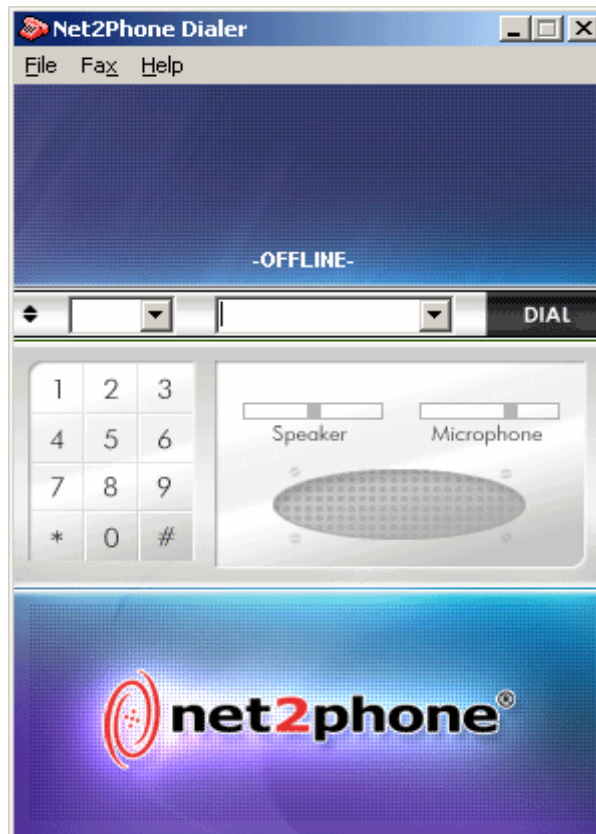 Net2Phone Dialer
File Fax Help
-OFFLINE-
DIAL
1 2 3
4 5 6
7 8 9
* 0 #
Speaker Microphone
net2phone®